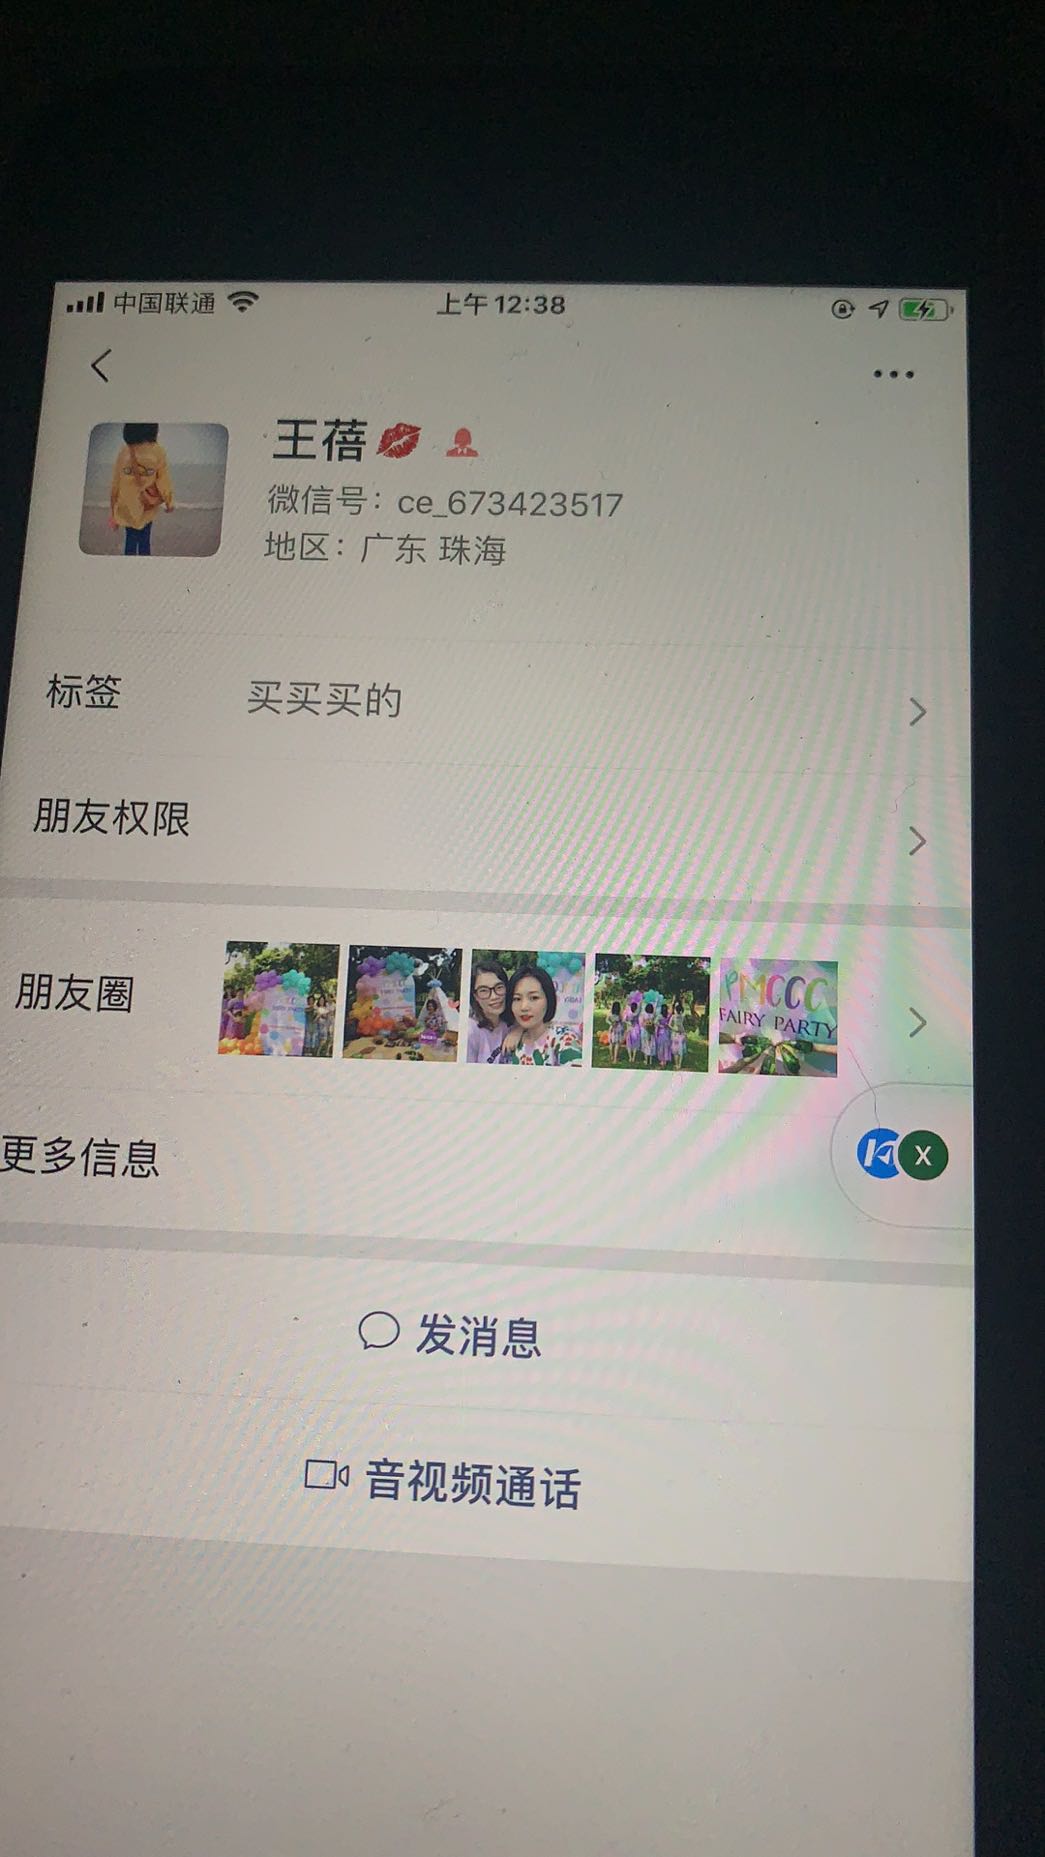 中国联通
上午12:38
王蓓
微信号：ce_673423517
地区：广东 珠海
标签 买买买的
朋友权限
朋友圈
PMCCC
FAIRY PARTY
更多信息
X
发消息
音视频通话